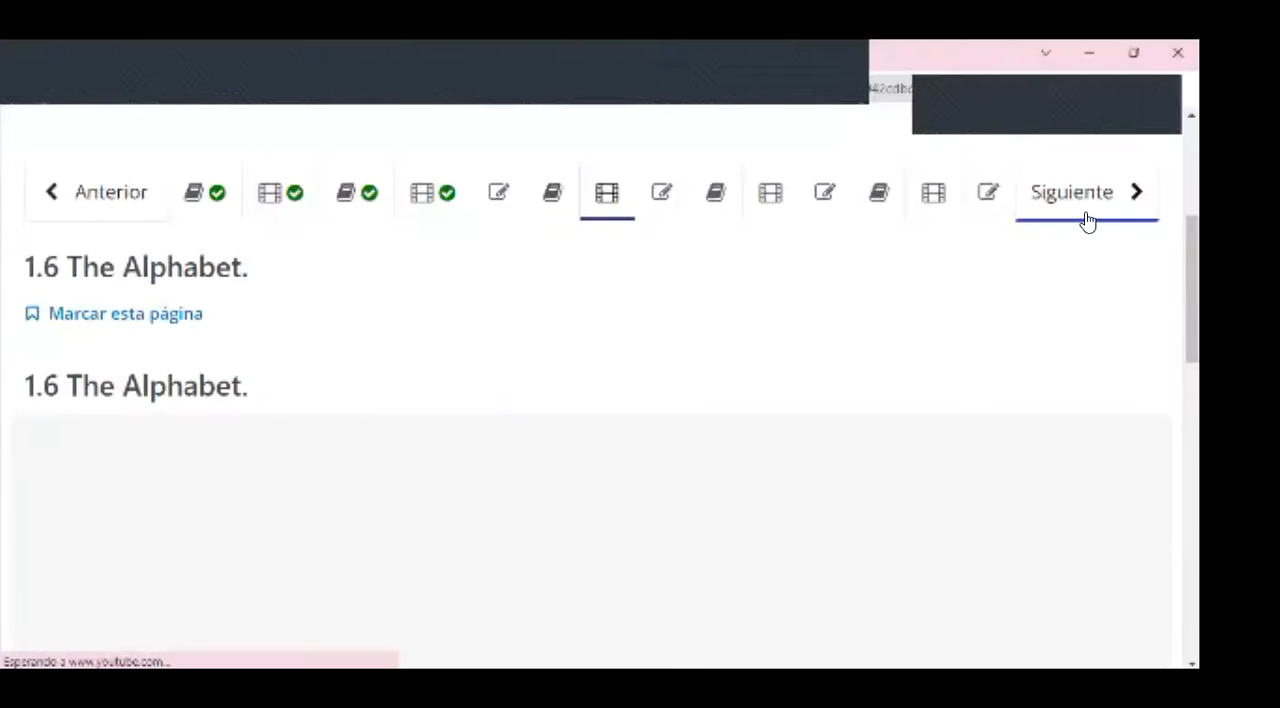 Anterior
Siguiente
1.6 The Alphabet.
Marcar esta página
1.6 The Alphabet.
Esperando a www.youtube.com...